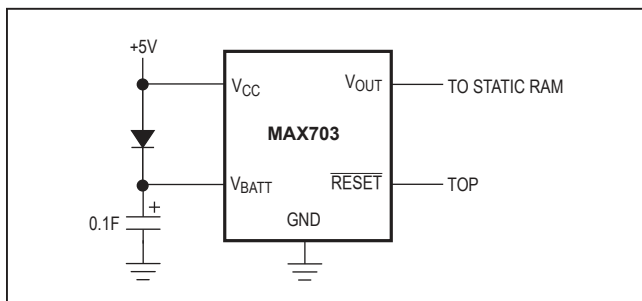 +5V
VCC
VOUT
TO STATIC RAM
MAX703
VBATT
RESET
TOP
0.1F
+
GND